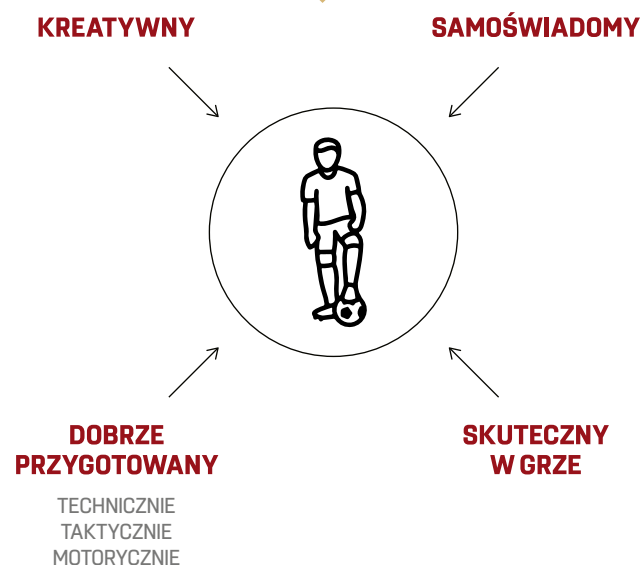 KREATYWNY
SAMOŚWIADOMY
DOBRZE
PRZYGOTOWANY
TECHNICZNIE
TAKTYCZNIE
MOTORYCZNIE
SKUTECZNY
W GRZE